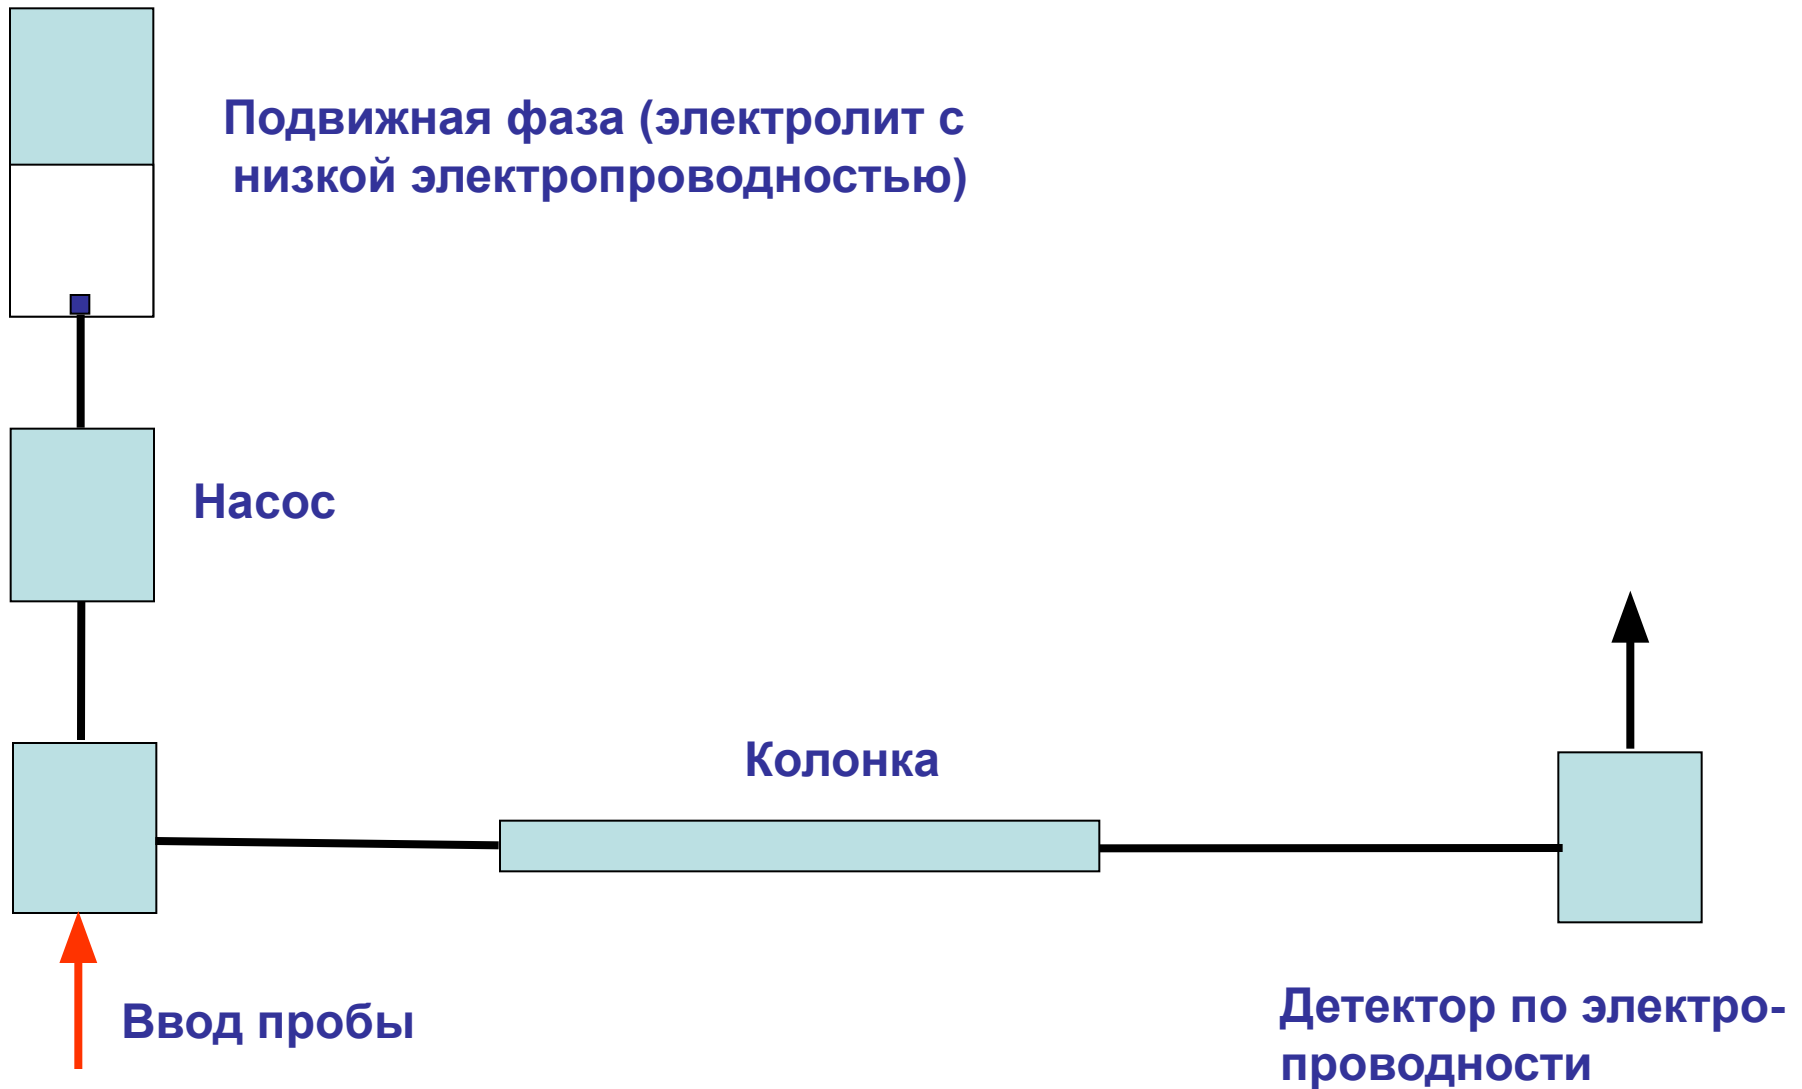 Подвижная фаза (электролит с
низкой электропроводностью)
Насос
Колонка
Ввод пробы
Детектор по электро-
проводности